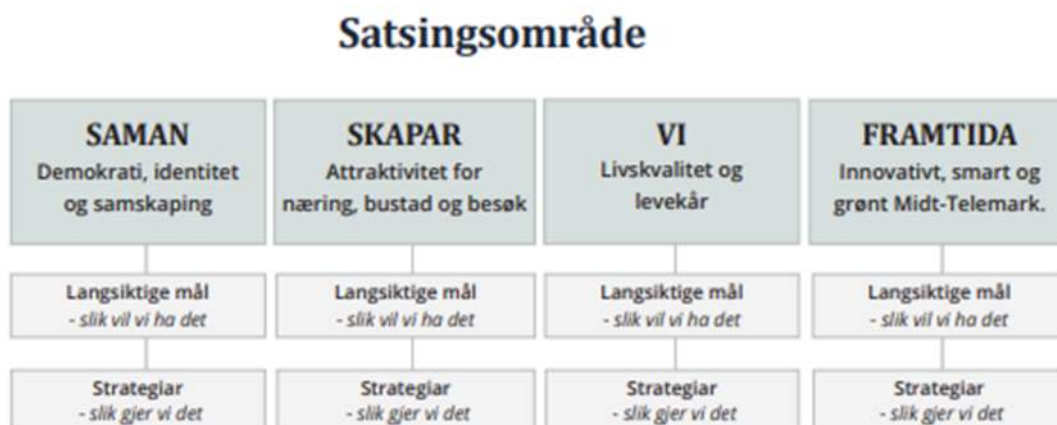 Satsingsområde
SAMAN
Demokrati, identitet
og samskaping
SKAPAR
Attraktivitet for
næring, bustad og besøk
VI
Livskvalitet og
levekår
FRAMTIDA
Innovativt, smart og
grønt Midt-Telemark.
Langsiktige mål
- slik vil vi ha det
Langsiktige mål
- slik vil vi ha det
Langsiktige mål
- slik vil vi ha det
Langsiktige mål
- slik vil vi ha det
Strategiar
- slik gjer vi det
Strategiar
- slik gjer vi det
Strategiar
- slik gjer vi det
Strategiar
- slik gjer vi det